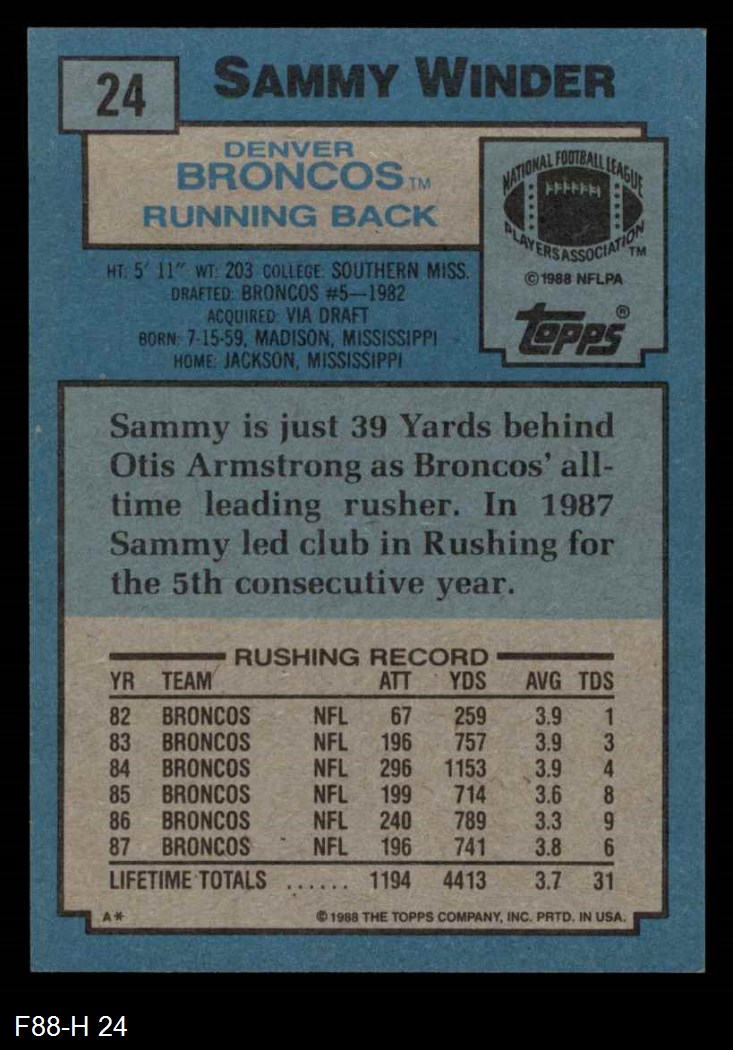 24
SAMMY WINDER
DENVER
BRONCOS TM
RUNNING BACK
NATIONAL FOOTBALL LEAGUE
PLAYERS ASSOCIATION TM
© 1988 NFLPA
topps®
HT: 5' 11" WT: 203 COLLEGE: SOUTHERN MISS.
DRAFTED: BRONCOS #5—1982
ACQUIRED: VIA DRAFT
BORN: 7-15-59, MADISON, MISSISSIPPI
HOME: JACKSON, MISSISSIPPI
Sammy is just 39 Yards behind
Otis Armstrong as Broncos' all-
time leading rusher. In 1987
Sammy led club in Rushing for
the 5th consecutive year.
RUSHING RECORD
YR TEAM ATT YDS AVG TDS
82 BRONCOS NFL 67 259 3.9 1
83 BRONCOS NFL 196 757 3.9 3
84 BRONCOS NFL 296 1153 3.9 4
85 BRONCOS NFL 199 714 3.6 8
86 BRONCOS NFL 240 789 3.3 9
87 BRONCOS NFL 196 741 3.8 6
LIFETIME TOTALS ...... 1194 4413 3.7 31
A* © 1988 THE TOPPS COMPANY, INC. PRTD. IN USA.
F88-H 24